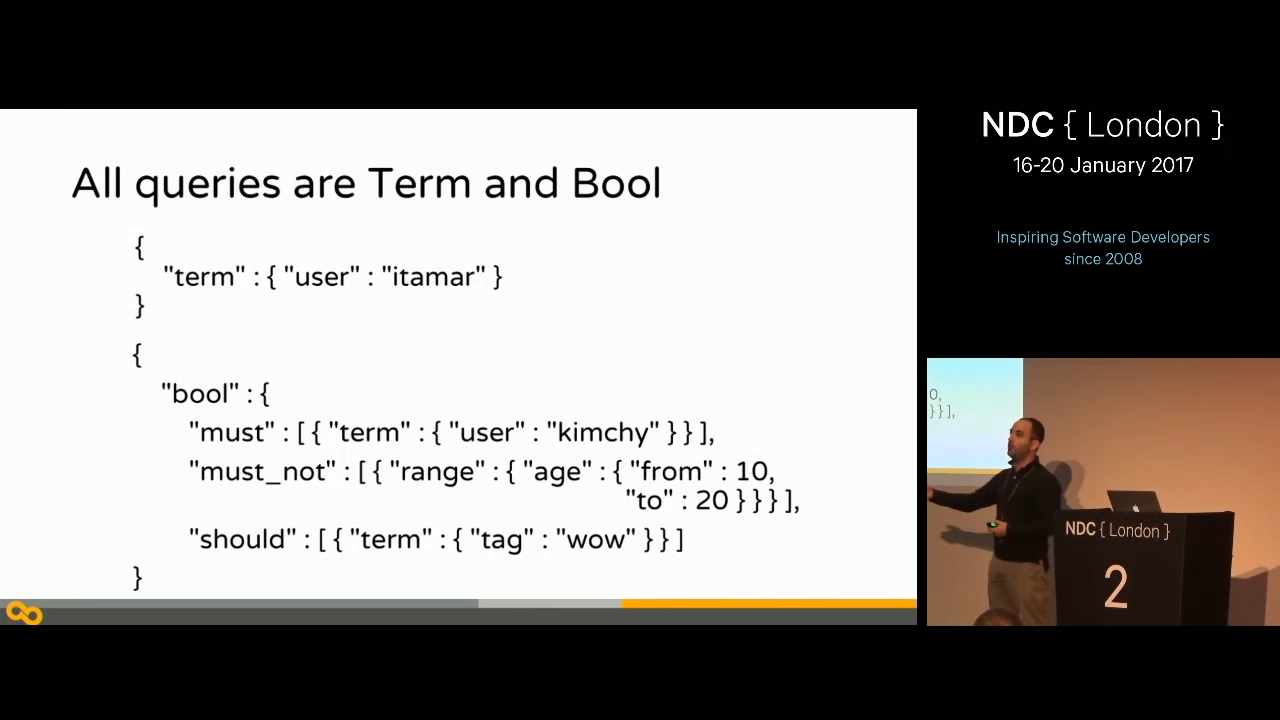 All queries are Term and Bool
{
"term" : { "user" : "itamar" }
}
{
"bool" : {
"must" : [ { "term" : { "user" : "kimchy" } } ],
"must_not" : [ { "range" : { "age" : { "from" : 10,
"to" : 20 } } } ],
"should" : [ { "term" : { "tag" : "wow" } } ]
}
NDC { London }
16-20 January 2017
Inspiring Software Developers
since 2008
0,
} } ],
NDC { London }
2